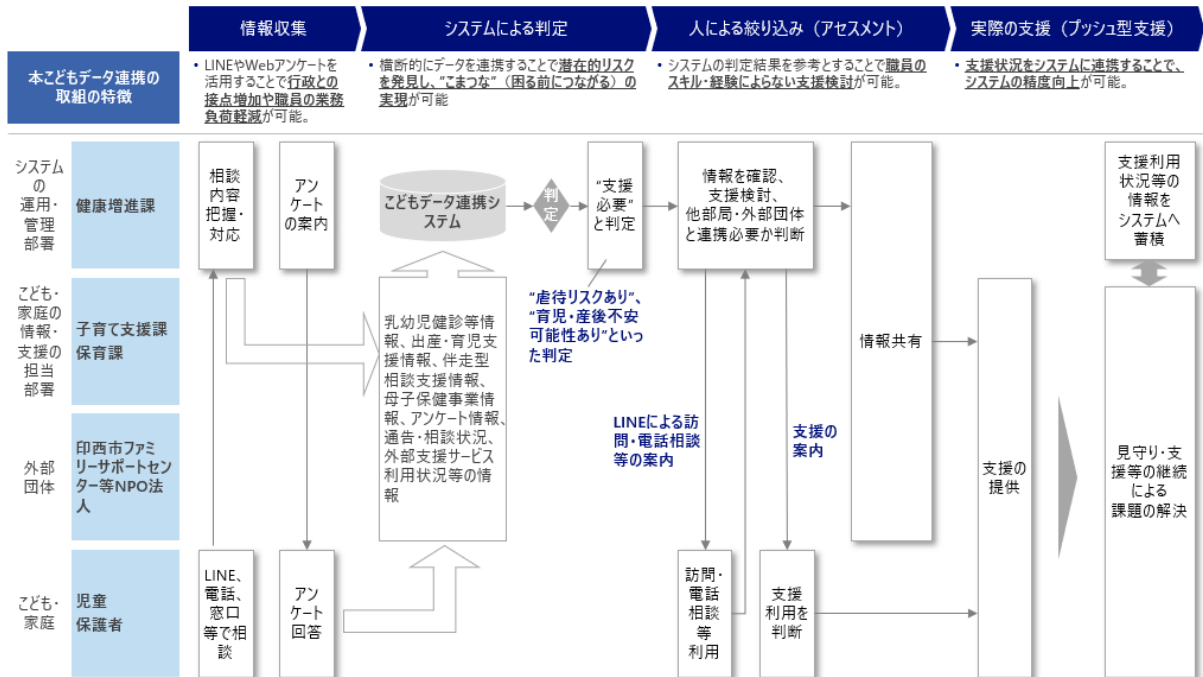 情報収集
システムによる判定
人による絞り込み（アセスメント）
実際の支援（プッシュ型支援）
本こどもデータ連携の
取組の特徴
• LINEやWebアンケートを
活用することで行政との
接点増加や職員の業務
負荷軽減が可能。
• 横断的にデータを連携することで潜在的リスク
を発見し、“こまつな”（困る前につながる）の
実現が可能
• システムの判定結果を参考とすることで職員の
スキル・経験によらない支援検討が可能。
• 支援状況をシステムに連携することで、
システムの精度向上が可能。
システム
の
運用・
管理
部署
健康増進課
相談
内容
把握・
対応
アン
ケート
の案内
こどもデータ連携シ
ステム
判定
“支援
必要”
と判定
情報を確認、
支援検討、
他部局・外部団体
と連携必要か判断
支援利用
状況等の
情報を
システムへ
蓄積
こども・
家庭の
情報・
支援の
担当
部署
子育て支援課
保育課
乳幼児健診等情
報、出産・育児支
援情報、伴走型
相談支援情報、
母子保健事業情
報、アンケート情報、
通告・相談状況、
外部支援サービス
利用状況等の情
報
“虐待リスクあり”、
“育児・産後不安
可能性あり”といっ
た判定
情報共有
外部
団体
印西市ファミ
リーサポートセン
ター等NPO法
人
LINEによる訪
問・電話相談
等の案内
支援の
案内
支援の
提供
見守り・支
援等の継続
による
課題の解決
こども・
家庭
児童
保護者
LINE、
電話、
窓口
等で相
談
アン
ケート
回答
訪問・
電話
相談
等
利用
支援
利用を
判断